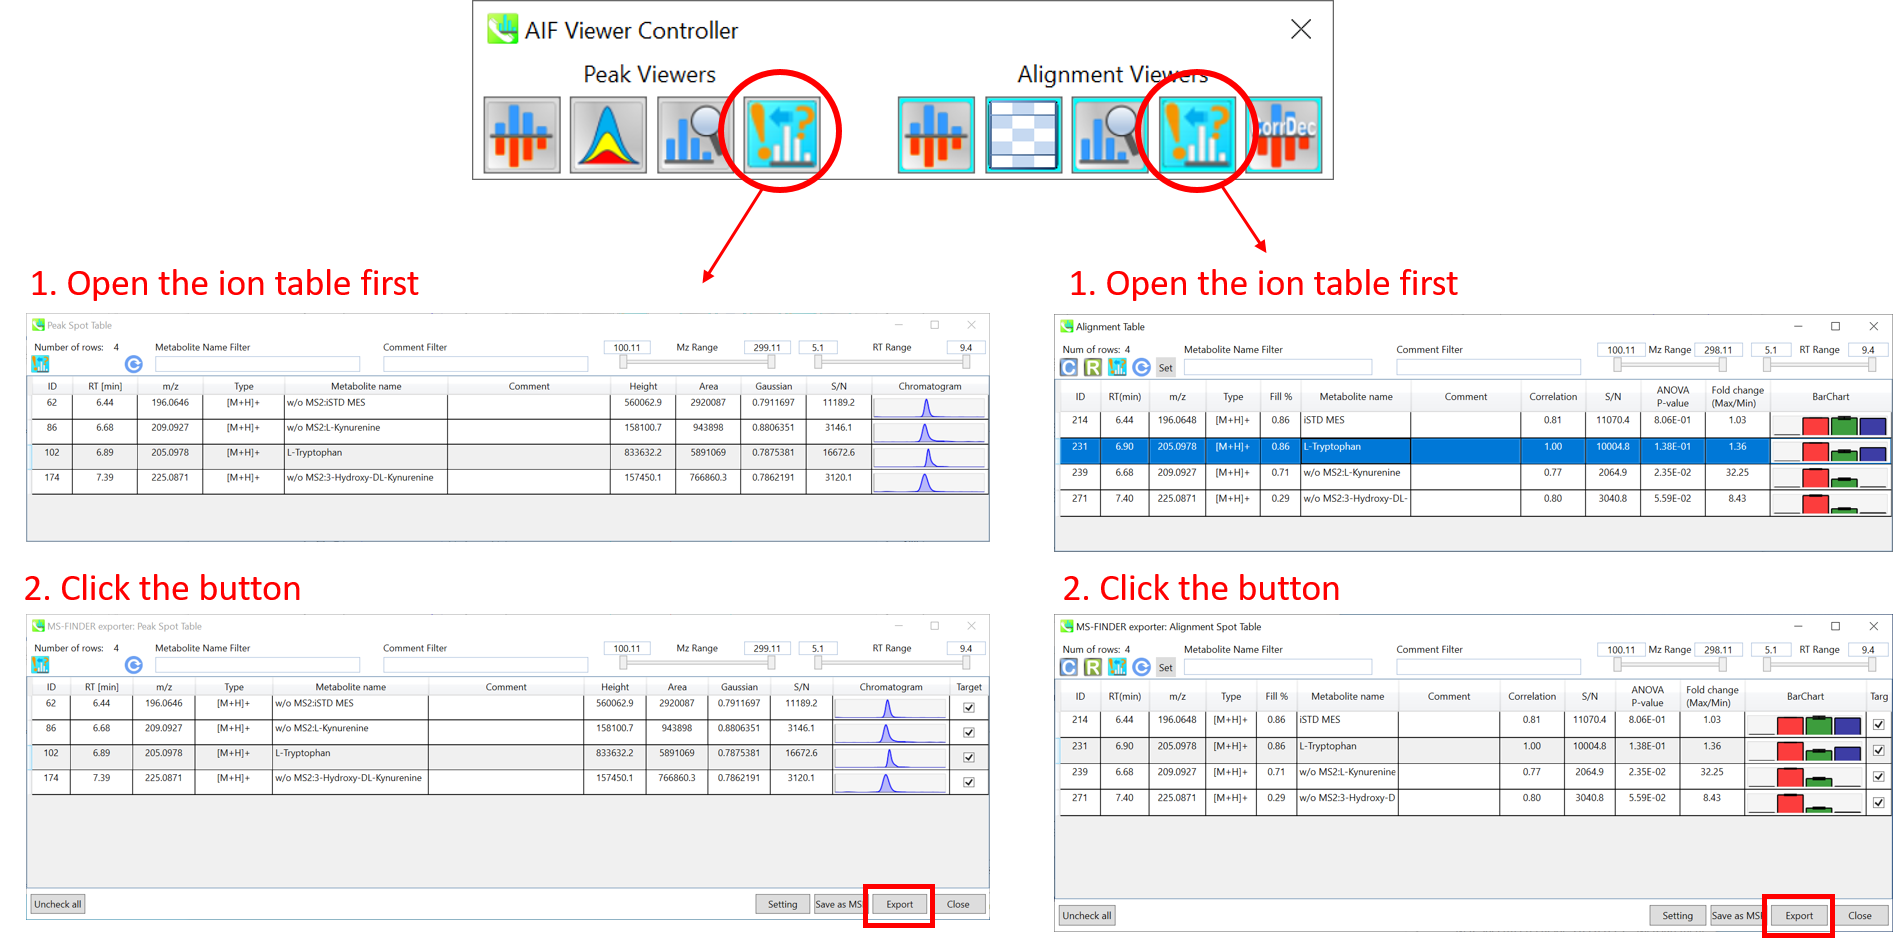 AIF Viewer Controller
Peak Viewers
Alignment Viewers
CorrDec
1. Open the ion table first
Peak Spot Table
Number of rows: 4 Metabolite Name Filter Comment Filter 100.11 Mz Range 299.11 5.1 RT Range 9.4
ID RT [min] m/z Type Metabolite name Comment Height Area Gaussian S/N Chromatogram
62 6.44 196.0646 [M+H]+ w/o MS2:iSTD MES 560062.9 2920087 0.7911697 11189.2
86 6.68 209.0927 [M+H]+ w/o MS2:L-Kynurenine 158100.7 943898 0.8806351 3146.1
102 6.89 205.0978 [M+H]+ L-Tryptophan 833632.2 5891069 0.7875381 16672.6
174 7.39 225.0871 [M+H]+ w/o MS2:3-Hydroxy-DL-Kynurenine 157450.1 766860.3 0.7862191 3120.1
2. Click the button
MS-FINDER exporter: Peak Spot Table
Number of rows: 4 Metabolite Name Filter Comment Filter 100.11 Mz Range 299.11 5.1 RT Range 9.4
ID RT [min] m/z Type Metabolite name Comment Height Area Gaussian S/N Chromatogram Target
62 6.44 196.0646 [M+H]+ w/o MS2:iSTD MES 560062.9 2920087 0.7911697 11189.2
86 6.68 209.0927 [M+H]+ w/o MS2:L-Kynurenine 158100.7 943898 0.8806351 3146.1
102 6.89 205.0978 [M+H]+ L-Tryptophan 833632.2 5891069 0.7875381 16672.6
174 7.39 225.0871 [M+H]+ w/o MS2:3-Hydroxy-DL-Kynurenine 157450.1 766860.3 0.7862191 3120.1
Uncheck all Setting Save as MS Export Close
1. Open the ion table first
Alignment Table
Num of rows: 4 Metabolite Name Filter Comment Filter 100.11 Mz Range 298.11 5.1 RT Range 9.4
C R Set
ID RT(min) m/z Type Fill % Metabolite name Comment Correlation S/N ANOVA P-value Fold change (Max/Min) BarChart
214 6.44 196.0648 [M+H]+ 0.86 iSTD MES 0.81 11070.4 8.06E-01 1.03
231 6.90 205.0978 [M+H]+ 0.86 L-Tryptophan 1.00 10004.8 1.38E-01 1.36
239 6.68 209.0927 [M+H]+ 0.71 w/o MS2:L-Kynurenine 0.77 2064.9 2.35E-02 32.25
271 7.40 225.0871 [M+H]+ 0.29 w/o MS2:3-Hydroxy-DL- 0.80 3040.8 5.59E-02 8.43
2. Click the button
MS-FINDER exporter: Alignment Spot Table
Num of rows: 4 Metabolite Name Filter Comment Filter 100.11 Mz Range 298.11 5.1 RT Range 9.4
C R Set
ID RT(min) m/z Type Fill % Metabolite name Comment Correlation S/N ANOVA P-value Fold change (Max/Min) BarChart Targ
214 6.44 196.0648 [M+H]+ 0.86 iSTD MES 0.81 11070.4 8.06E-01 1.03
231 6.90 205.0978 [M+H]+ 0.86 L-Tryptophan 1.00 10004.8 1.38E-01 1.36
239 6.68 209.0927 [M+H]+ 0.71 w/o MS2:L-Kynurenine 0.77 2064.9 2.35E-02 32.25
271 7.40 225.0871 [M+H]+ 0.29 w/o MS2:3-Hydroxy-D 0.80 3040.8 5.59E-02 8.43
Uncheck all Setting Save as MS Export Close